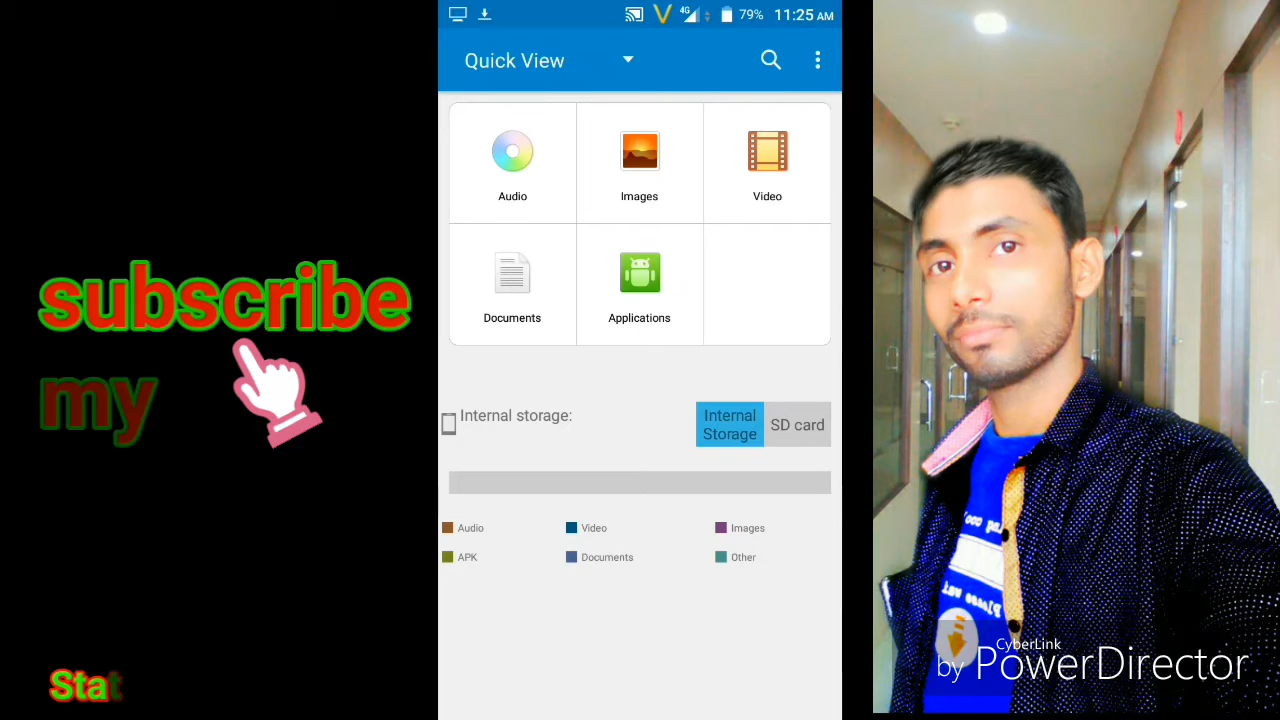 79% 11:25 AM
4G
Quick View
Audio
Images
Video
Documents
Applications
Internal storage:
Internal
Storage
SD card
Audio
Video
Images
APK
Documents
Other
subscribe
my
Stat
CyberLink
by PowerDirector